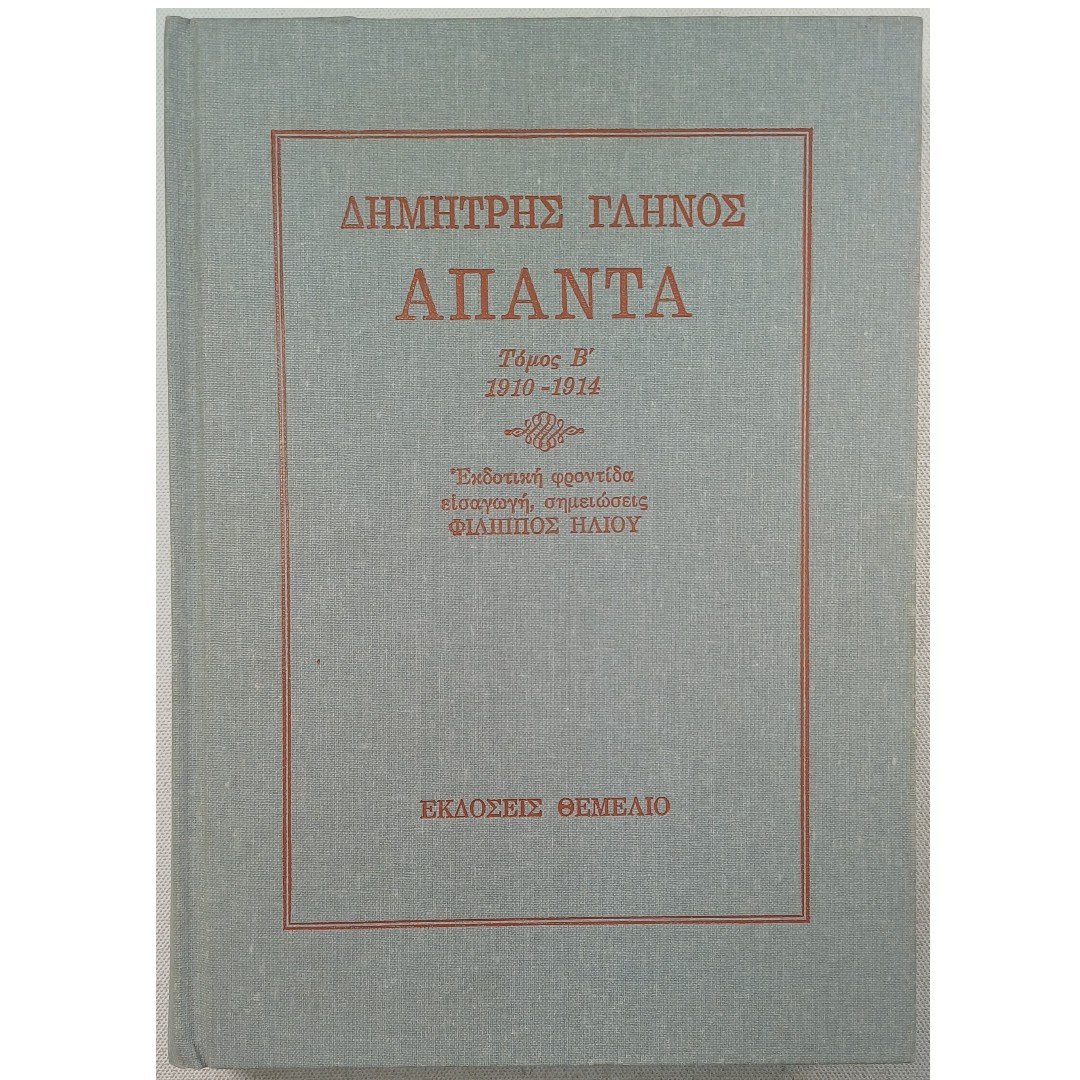 ΔΗΜΗΤΡΗΣ ΓΛΗΝΟΣ
ΑΠΑΝΤΑ
Τόμος Β'
1910 -1914
Ἐκδοτική φροντίδα
εἰσαγωγή, σημειώσεις
ΦΙΛΙΠΠΟΣ ΗΛΙΟΥ
ΕΚΔΟΣΕΙΣ ΘΕΜΕΛΙΟ